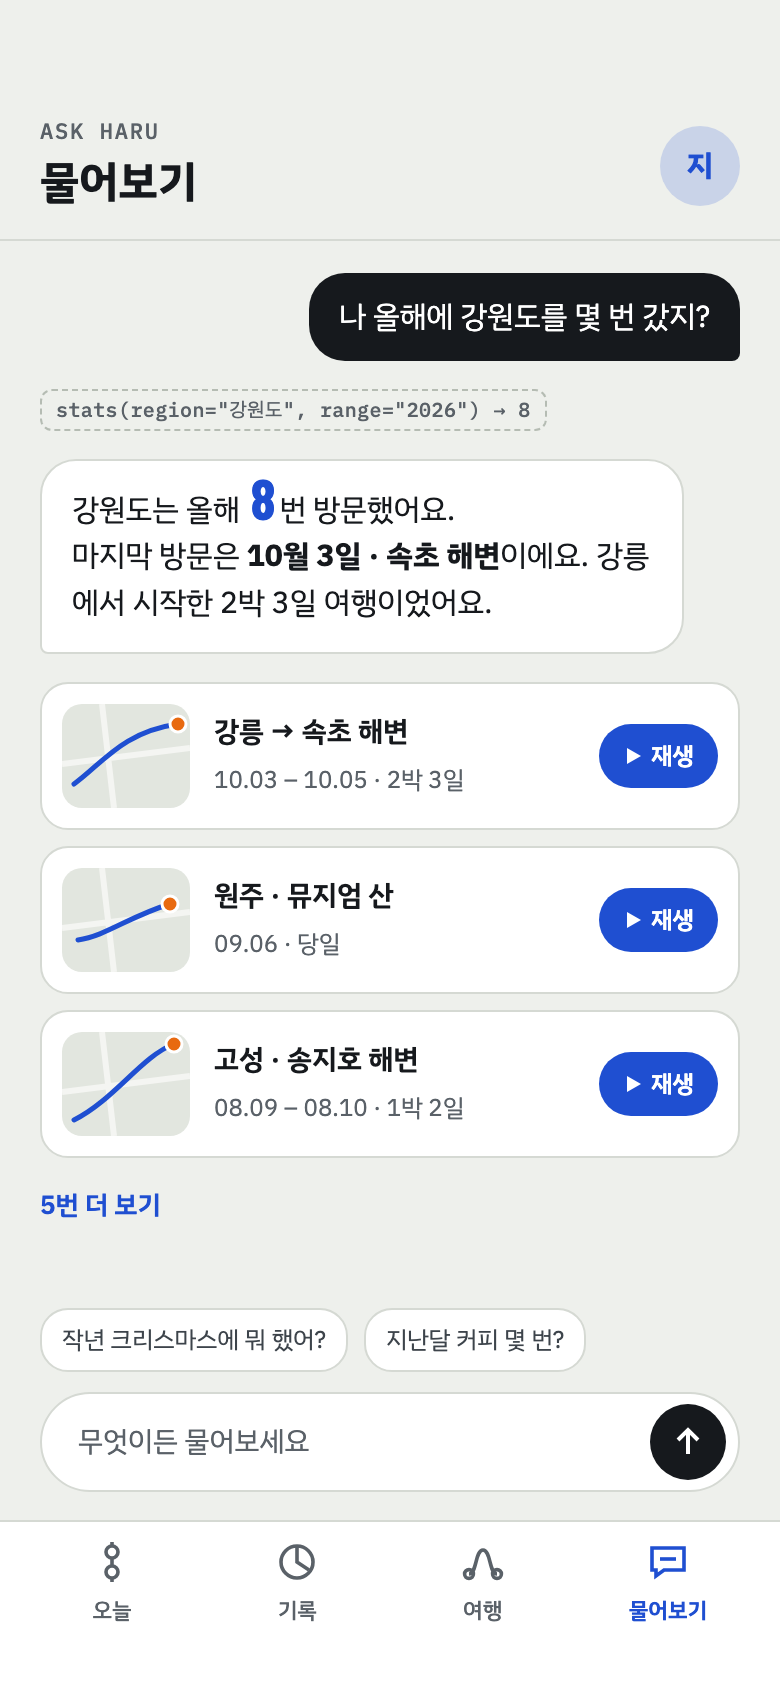 ASK HARU
물어보기
지
나 올해에 강원도를 몇 번 갔지?
stats(region="강원도", range="2026") → 8
강원도는 올해 8번 방문했어요.
마지막 방문은 10월 3일 · 속초 해변이에요. 강릉
에서 시작한 2박 3일 여행이었어요.
강릉 → 속초 해변
10.03 – 10.05 · 2박 3일
▶ 재생
원주 · 뮤지엄 산
09.06 · 당일
▶ 재생
고성 · 송지호 해변
08.09 – 08.10 · 1박 2일
▶ 재생
5번 더 보기
작년 크리스마스에 뭐 했어?
지난달 커피 몇 번?
무엇이든 물어보세요
오늘
기록
여행
물어보기